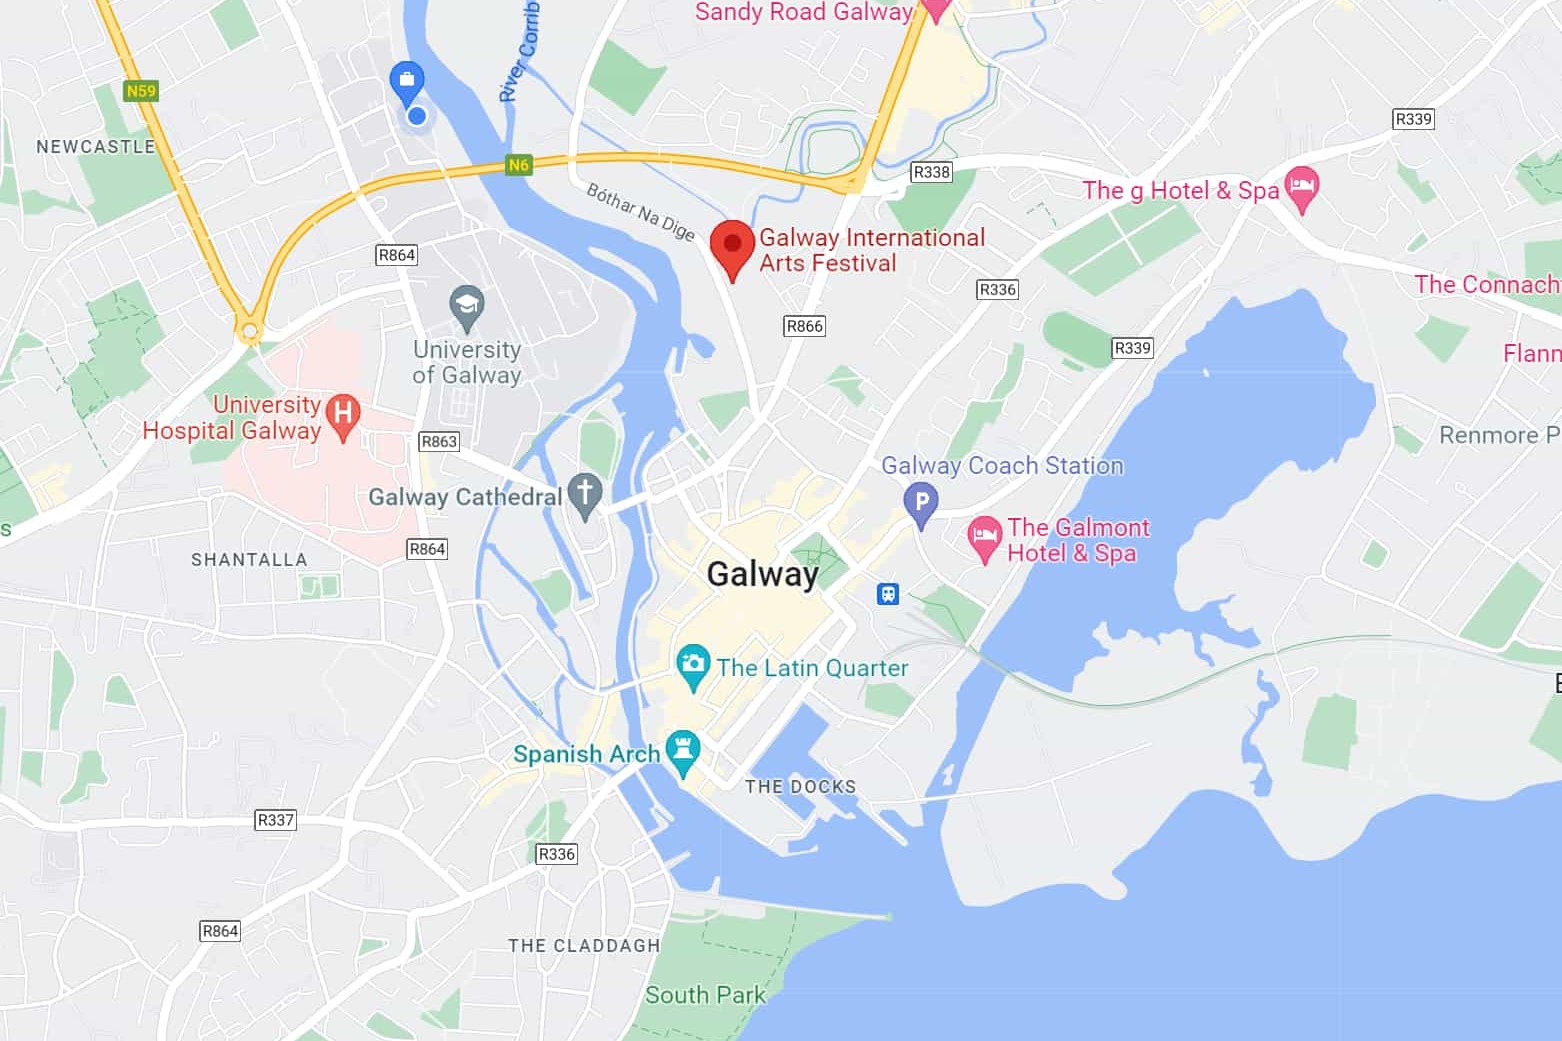 Sandy Road Galway
River Corrib
N59
R339
NEWCASTLE
N6
R338
The g Hotel & Spa
Bóthar Na Dige
Galway International
Arts Festival
R864
R336
The Connach
University
of Galway
R866
R339
Flann
University
Hospital Galway
R863
Renmore P
Galway Coach Station
P
H
Galway Cathedral
s
The Galmont
Hotel & Spa
R864
SHANTALLA
Galway
The Latin Quarter
E
Spanish Arch
THE DOCKS
R337
R336
R864
THE CLADDAGH
South Park